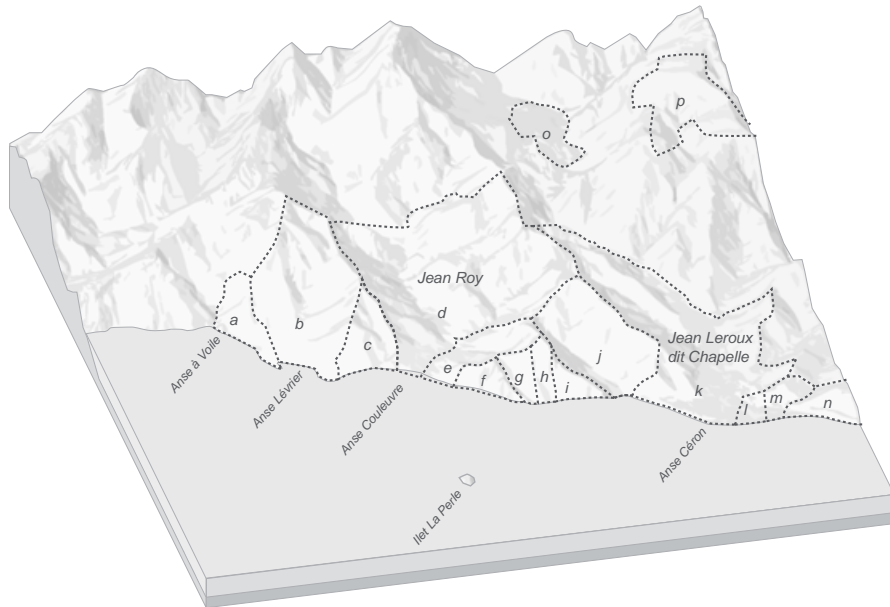 p
o
Jean Roy
d
a
b
c
Jean Leroux
dit Chapelle
e
f
g
h
i
j
k
l
m
n
Anse à Voile
Anse Lévrier
Anse Couleuvre
Ilet La Perle
Anse Céron